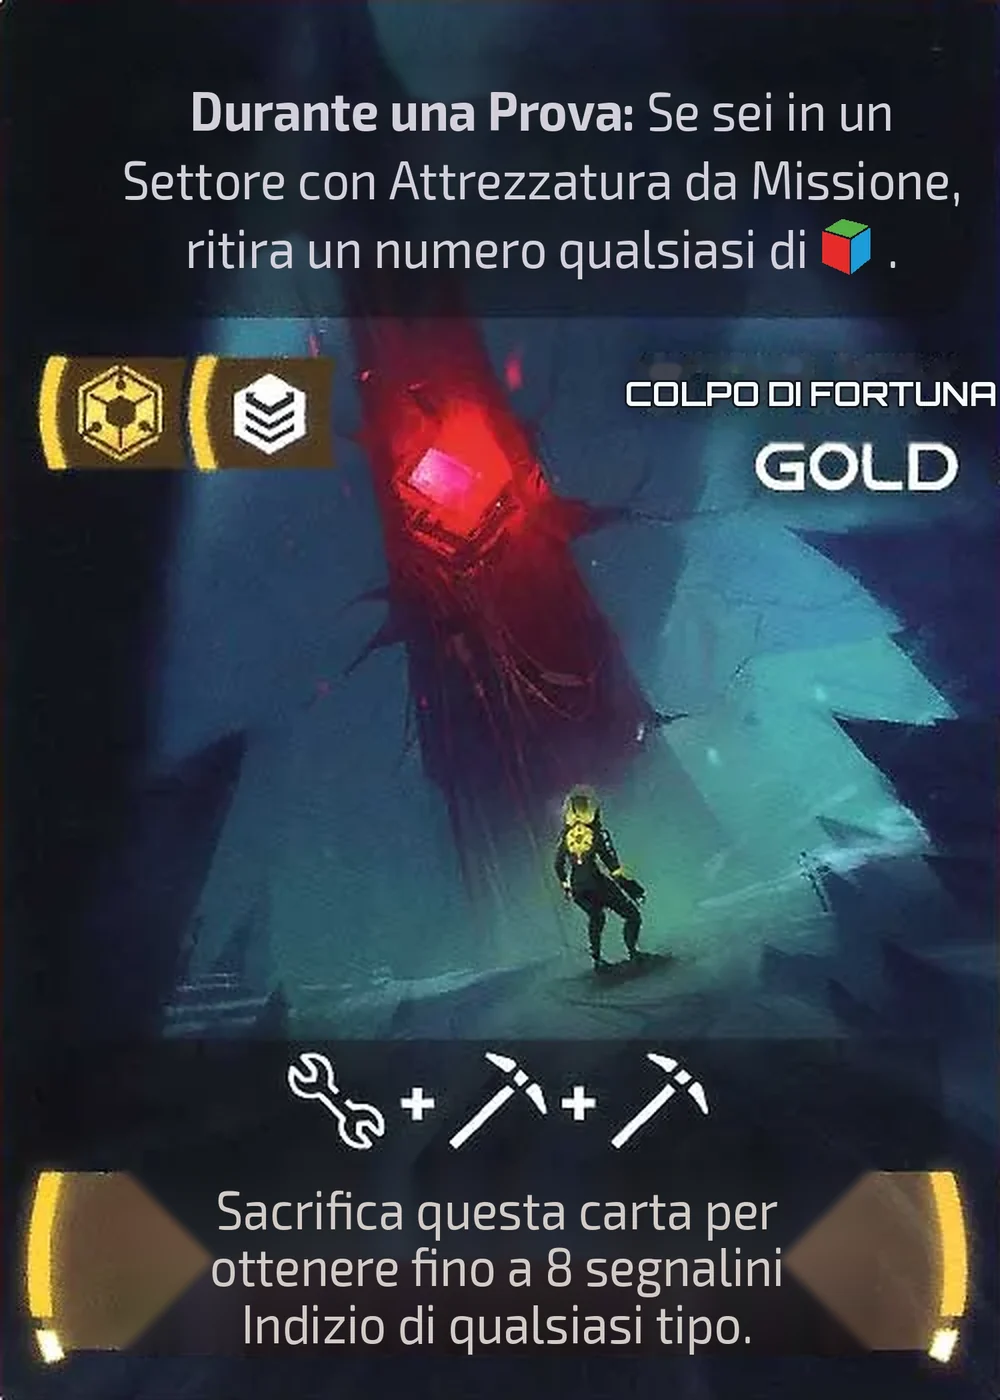 Durante una Prova: Se sei in un
Settore con Attrezzatura da Missione,
ritira un numero qualsiasi di .
COLPO DI FORTUNA
GOLD
+ +
Sacrifica questa carta per
ottenere fino a 8 segnalini
Indizio di qualsiasi tipo.